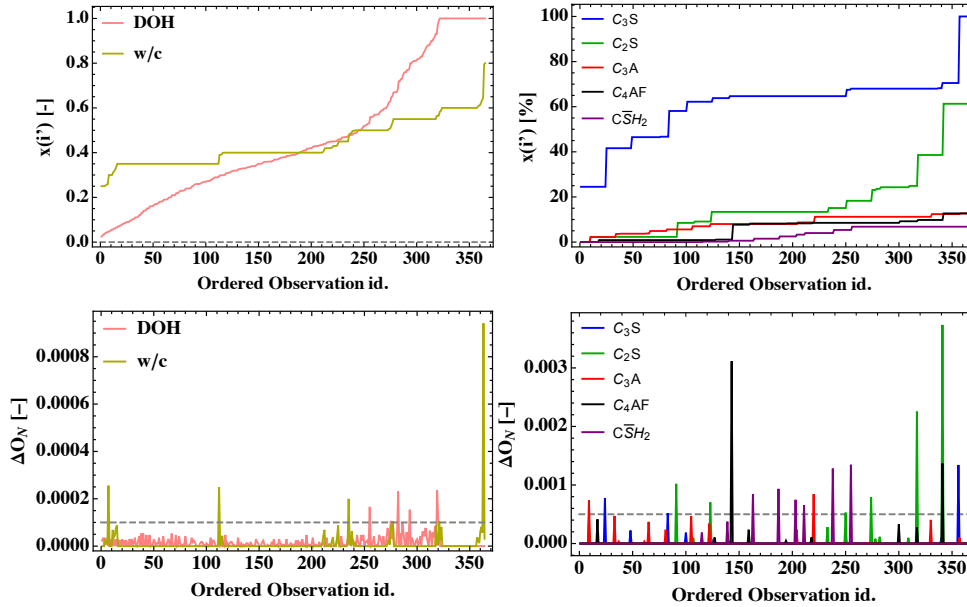 DOH
w/c
x(i') [-]
1.0
0.8
0.6
0.4
0.2
0.0
0 50 100 150 200 250 300 350
Ordered Observation id.
C₃S
C₂S
C₃A
C₄AF
CS̅H₂
x(i') [%]
100
80
60
40
20
0
0 50 100 150 200 250 300 350
Ordered Observation id.
DOH
w/c
ΔO_N [−]
0.0008
0.0006
0.0004
0.0002
0.0000
0 50 100 150 200 250 300 350
Ordered Observation id.
C₃S
C₂S
C₃A
C₄AF
CS̅H₂
ΔO_N [−]
0.003
0.002
0.001
0.000
0 50 100 150 200 250 300 350
Ordered Observation id.